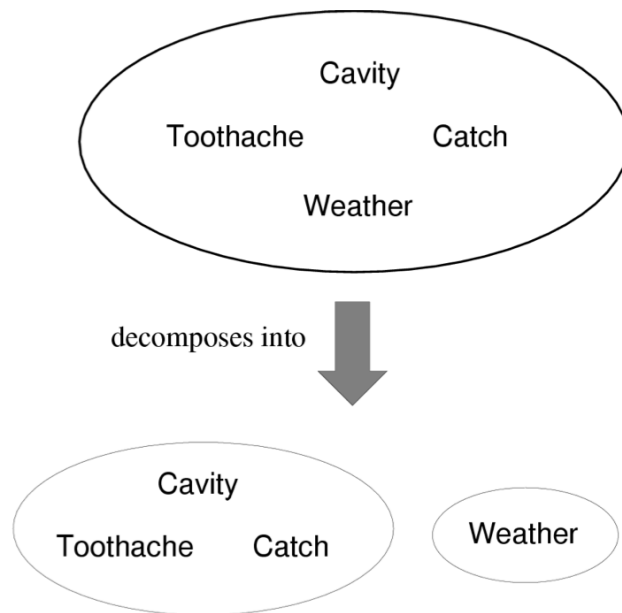 Cavity
Toothache Catch
Weather
decomposes into
Cavity
Toothache Catch
Weather